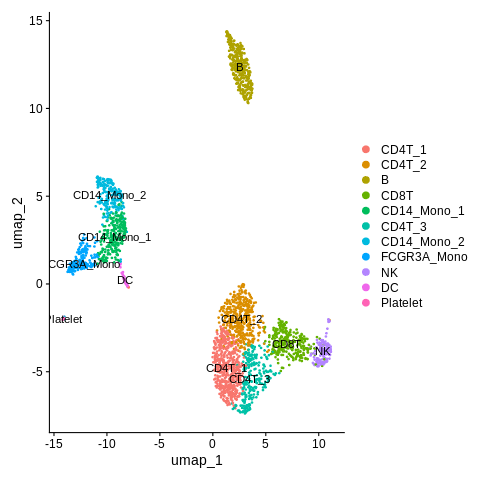 15
10
5
0
-5
umap_2
-15
-10
-5
0
5
10
umap_1
B
CD14_Mono_2
CD14_Mono_1
FCGR3A_Mono
DC
Platelet
CD4T_2
CD8T
NK
CD4T_1
CD4T_3
CD4T_1
CD4T_2
B
CD8T
CD14_Mono_1
CD4T_3
CD14_Mono_2
FCGR3A_Mono
NK
DC
Platelet